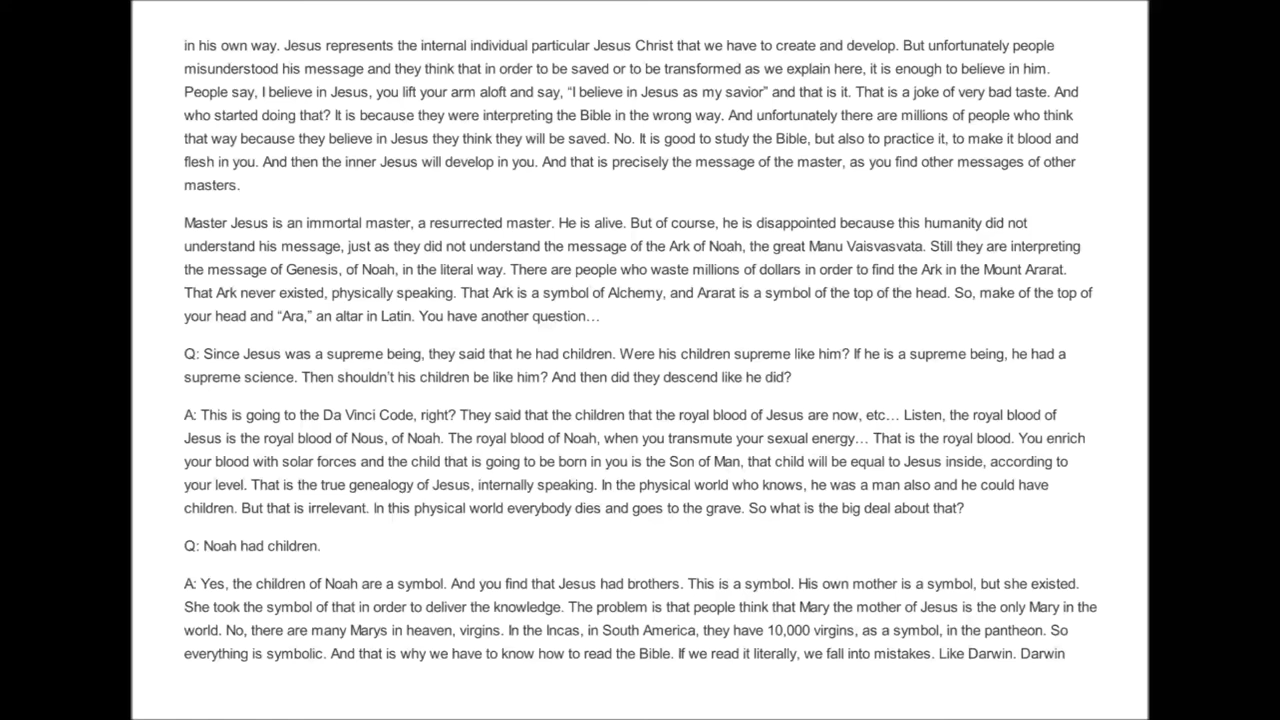 in his own way. Jesus represents the internal individual particular Jesus Christ that we have to create and develop. But unfortunately people
misunderstood his message and they think that in order to be saved or to be transformed as we explain here, it is enough to believe in him.
People say, I believe in Jesus, you lift your arm aloft and say, “I believe in Jesus as my savior” and that is it. That is a joke of very bad taste. And
who started doing that? It is because they were interpreting the Bible in the wrong way. And unfortunately there are millions of people who think
that way because they believe in Jesus they think they will be saved. No. It is good to study the Bible, but also to practice it, to make it blood and
flesh in you. And then the inner Jesus will develop in you. And that is precisely the message of the master, as you find other messages of other
masters.
Master Jesus is an immortal master, a resurrected master. He is alive. But of course, he is disappointed because this humanity did not
understand his message, just as they did not understand the message of the Ark of Noah, the great Manu Vaisvasvata. Still they are interpreting
the message of Genesis, of Noah, in the literal way. There are people who waste millions of dollars in order to find the Ark in the Mount Ararat.
That Ark never existed, physically speaking. That Ark is a symbol of Alchemy, and Ararat is a symbol of the top of the head. So, make of the top of
your head and “Ara,” an altar in Latin. You have another question…
Q: Since Jesus was a supreme being, they said that he had children. Were his children supreme like him? If he is a supreme being, he had a
supreme science. Then shouldn’t his children be like him? And then did they descend like he did?
A: This is going to the Da Vinci Code, right? They said that the children that the royal blood of Jesus are now, etc… Listen, the royal blood of
Jesus is the royal blood of Nous, of Noah. The royal blood of Noah, when you transmute your sexual energy… That is the royal blood. You enrich
your blood with solar forces and the child that is going to be born in you is the Son of Man, that child will be equal to Jesus inside, according to
your level. That is the true genealogy of Jesus, internally speaking. In the physical world who knows, he was a man also and he could have
children. But that is irrelevant. In this physical world everybody dies and goes to the grave. So what is the big deal about that?
Q: Noah had children.
A: Yes, the children of Noah are a symbol. And you find that Jesus had brothers. This is a symbol. His own mother is a symbol, but she existed.
She took the symbol of that in order to deliver the knowledge. The problem is that people think that Mary the mother of Jesus is the only Mary in the
world. No, there are many Marys in heaven, virgins. In the Incas, in South America, they have 10,000 virgins, as a symbol, in the pantheon. So
everything is symbolic. And that is why we have to know how to read the Bible. If we read it literally, we fall into mistakes. Like Darwin. Darwin